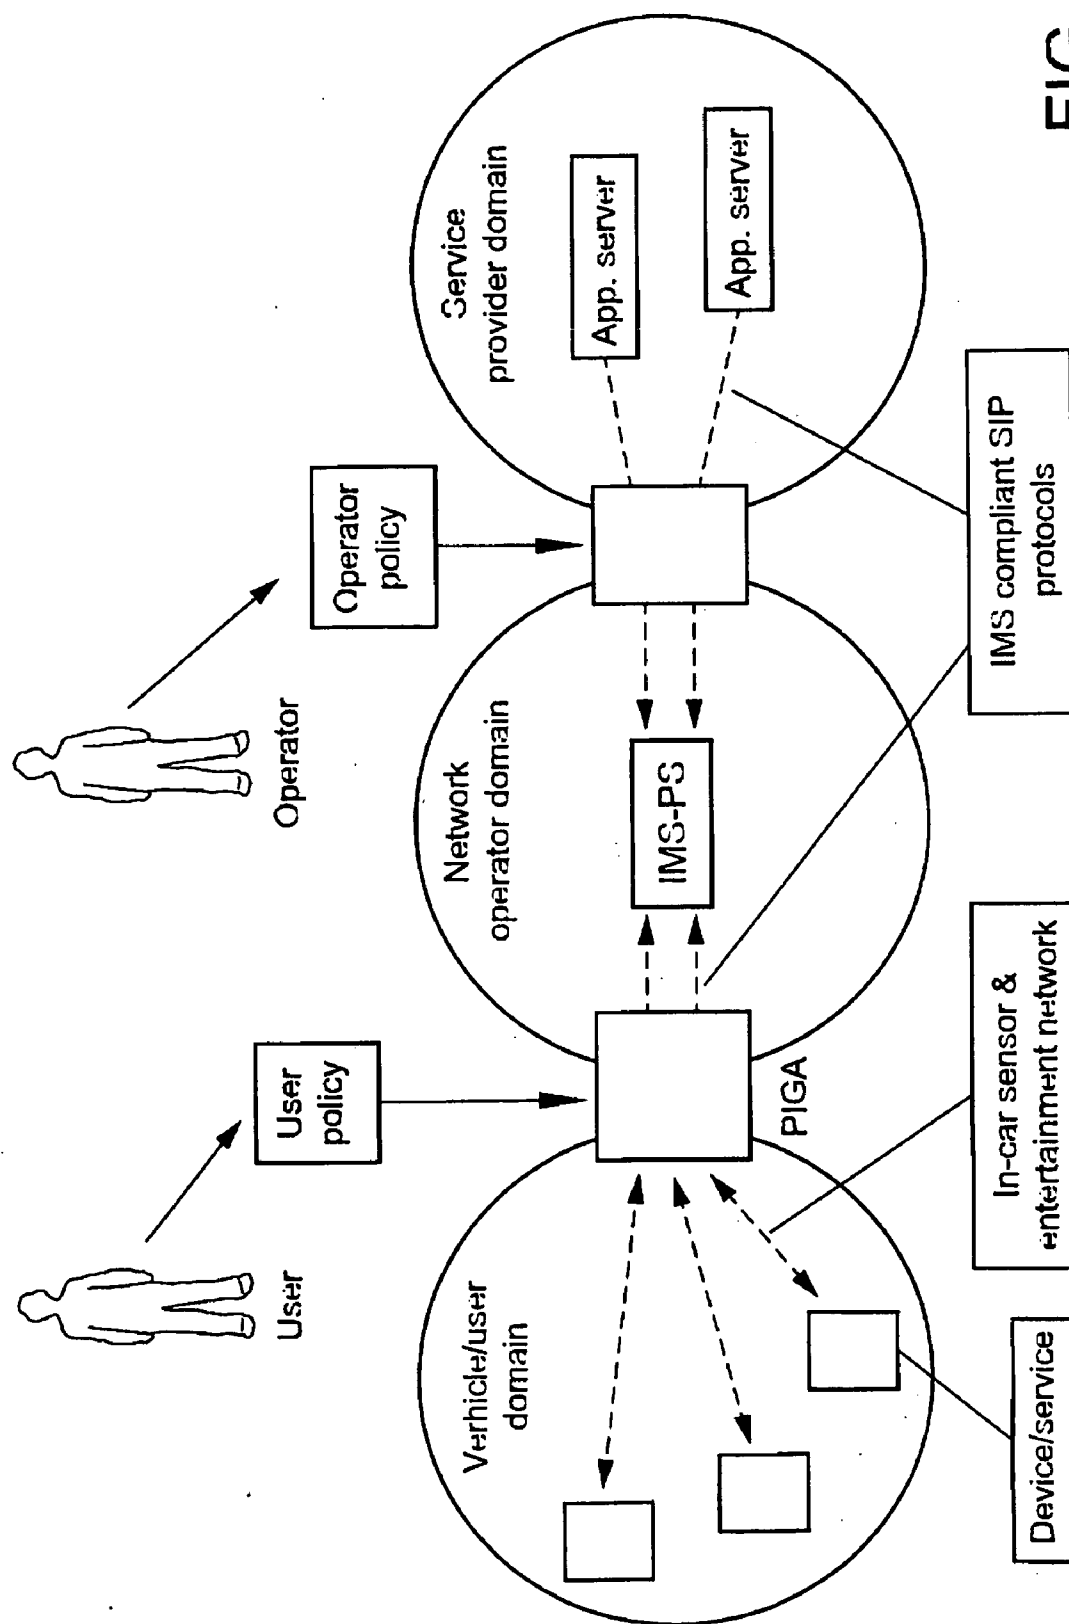 User
Operator
User
policy
Operator
policy
Verhicle/user
domain
Network
operator domain
Service
provider domain
App. server
App. server
IMS-PS
PIGA
Device/service
In-car sensor &
entertainment network
IMS compliant SIP
protocols
FIG